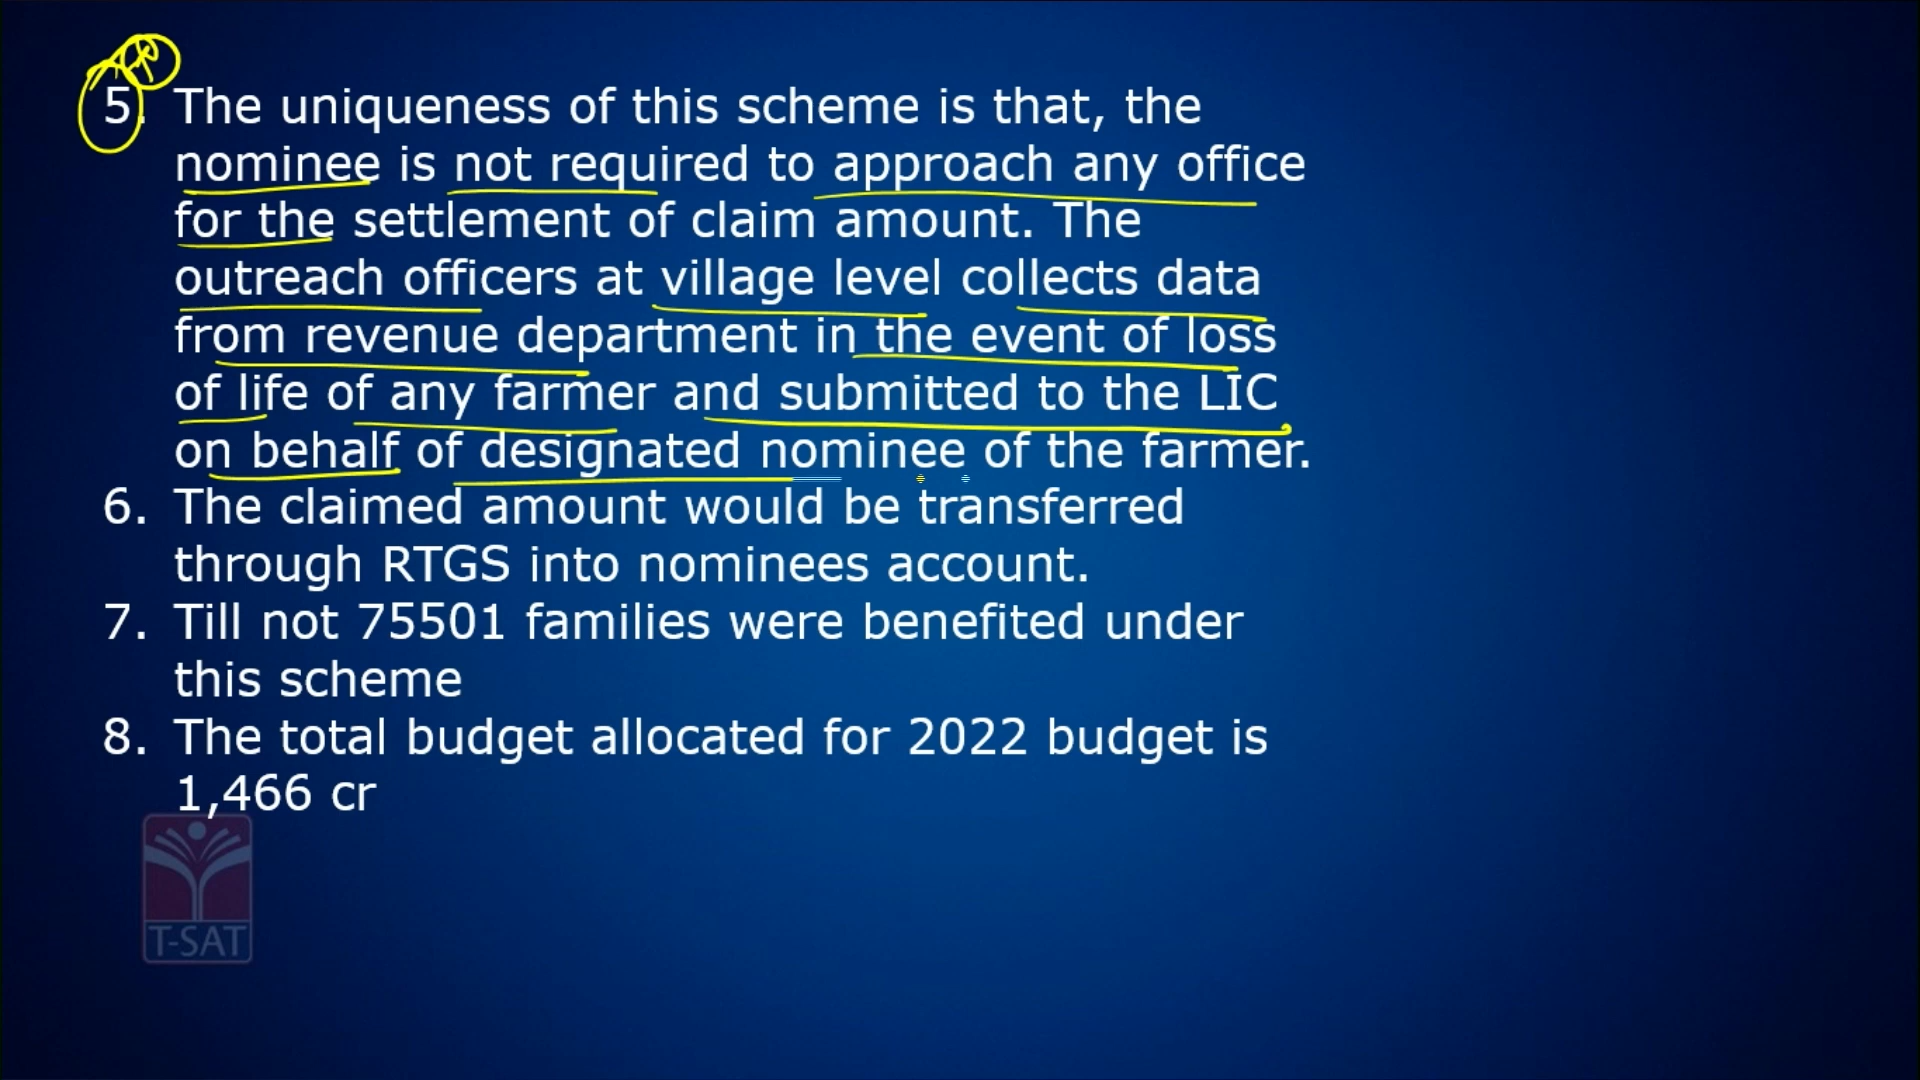 5. The uniqueness of this scheme is that, the
nominee is not required to approach any office
for the settlement of claim amount. The
outreach officers at village level collects data
from revenue department in the event of loss
of life of any farmer and submitted to the LIC
on behalf of designated nominee of the farmer.
6. The claimed amount would be transferred
through RTGS into nominees account.
7. Till not 75501 families were benefited under
this scheme
8. The total budget allocated for 2022 budget is
1,466 cr
T-SAT